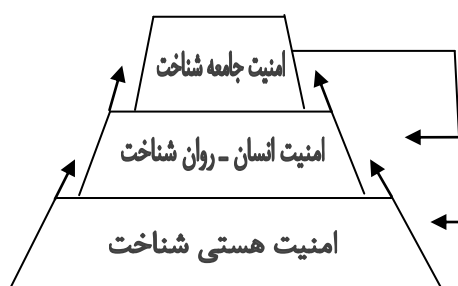 امنیت جامعه شناخت
امنیت انسان - روان شناخت
امنیت هستی شناخت